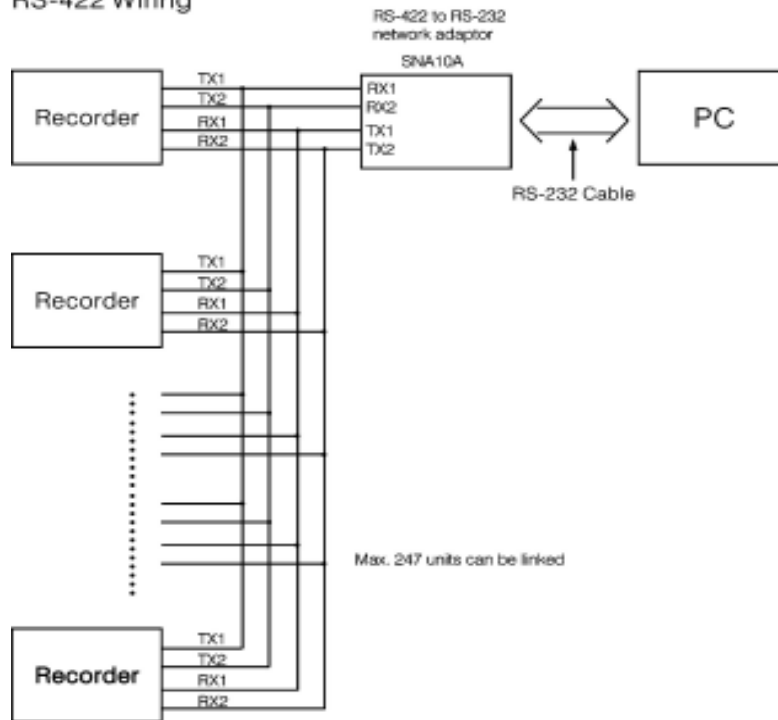 RS-422 Wiring
RS-422 to RS-232
network adaptor
SNA10A
Recorder
TX1
TX2
RX1
RX2
RX1
RX2
TX1
TX2
PC
RS-232 Cable
Recorder
TX1
TX2
RX1
RX2
Max. 247 units can be linked
Recorder
TX1
TX2
RX1
RX2